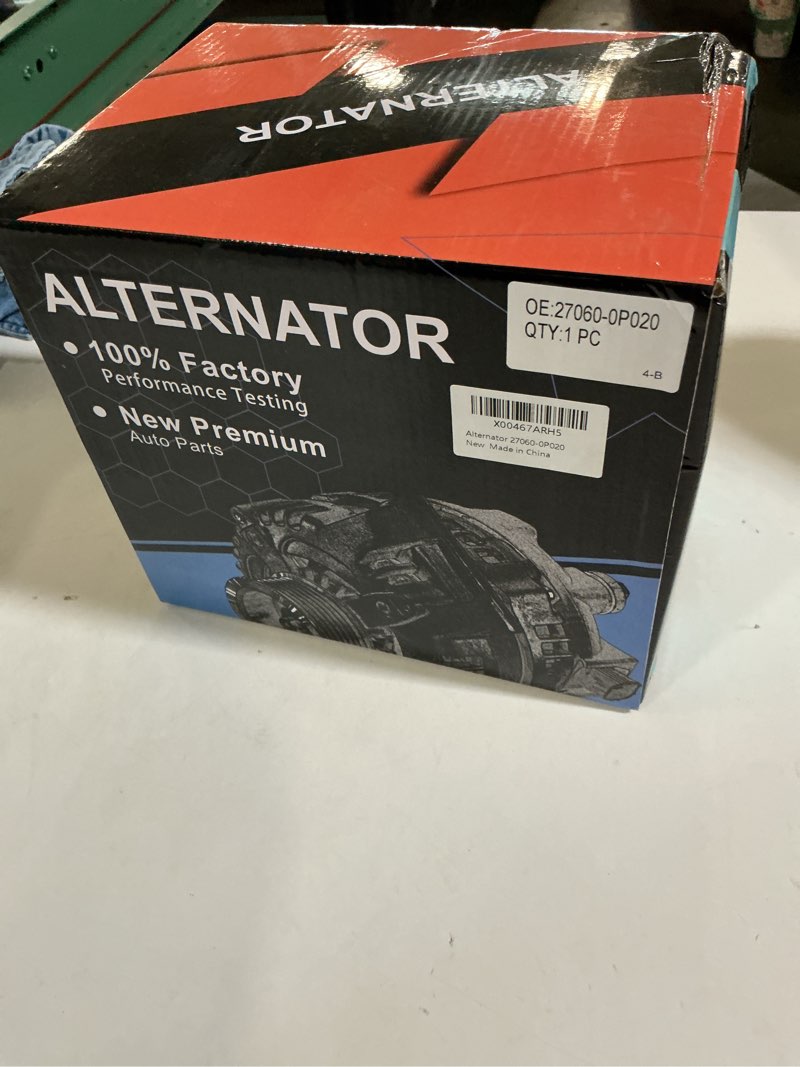 ALTERNATOR
ALTERNATOR
ALTERNATOR
• 100% Factory
Performance Testing
• New Premium
Auto Parts
OE:27060-0P020
QTY:1 PC
4-B
X00467ARH5
Alternator 27060-0P020
New Made in China